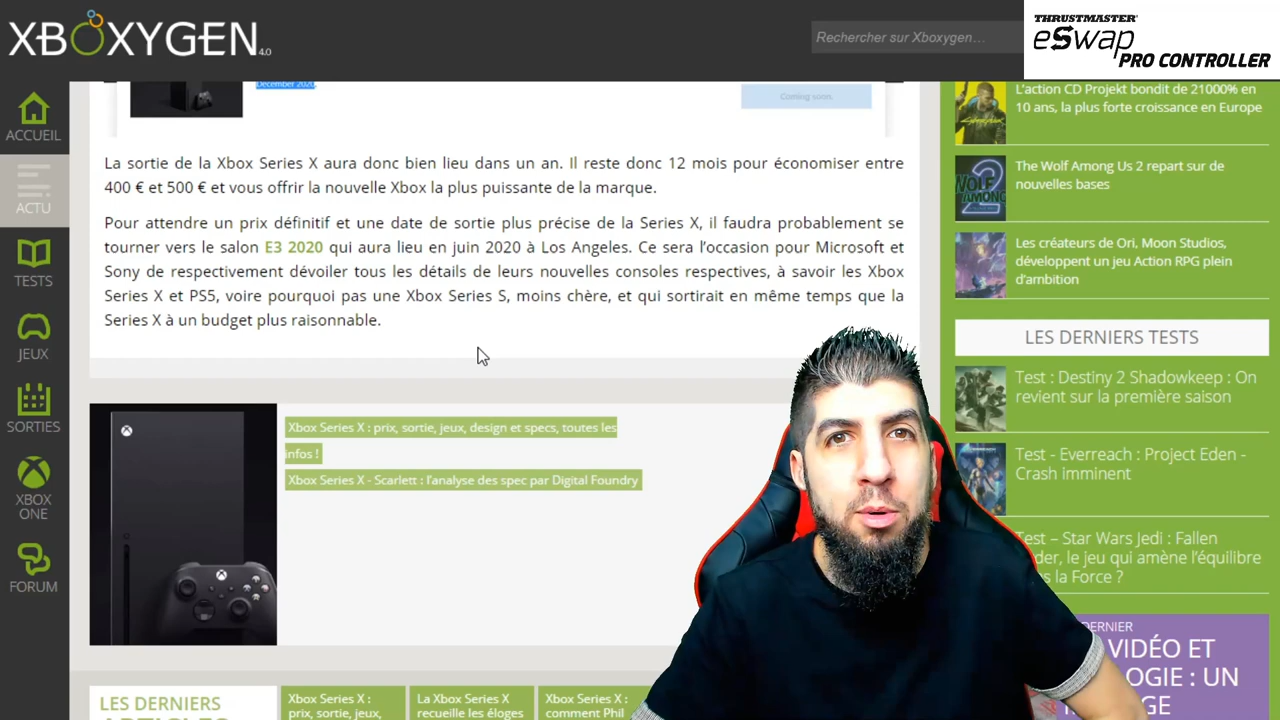 XBOXYGEN 4.0
Rechercher sur Xboxygen...
THRUSTMASTER
eSwap
PRO CONTROLLER
ACCUEIL
ACTU
TESTS
JEUX
SORTIES
XBOX
ONE
FORUM
December 2020
Coming soon.
La sortie de la Xbox Series X aura donc bien lieu dans un an. Il reste donc 12 mois pour économiser entre
400 € et 500 € et vous offrir la nouvelle Xbox la plus puissante de la marque.
Pour attendre un prix définitif et une date de sortie plus précise de la Series X, il faudra probablement se
tourner vers le salon E3 2020 qui aura lieu en juin 2020 à Los Angeles. Ce sera l'occasion pour Microsoft et
Sony de respectivement dévoiler tous les détails de leurs nouvelles consoles respctives, à savoir les Xbox
Series X et PS5, voire pourquoi pas une Xbox Series S, moins chère, et qui sortirait en même temps que la
Series X à un budget plus raisonnable.
Xbox Series X : prix, sortie, jeux, design et specs, toutes les
infos !
Xbox Series X - Scarlett : l'analyse des spec par Digital Foundry
LES DERNIERS
ARTICLES
Xbox Series X :
prix, sortie, jeux,
La Xbox Series X
recueille les éloges
Xbox Series X :
comment Phil
L'action CD Projekt bondit de 21000% en
10 ans, la plus forte croissance en Europe
The Wolf Among Us 2 repart sur de
nouvelles bases
Les créateurs de Ori, Moon Studios,
développent un jeu Action RPG plein
d'ambition
LES DERNIERS TESTS
Test : Destiny 2 Shadowkeep : On
revient sur la première saison
Test - Everreach : Project Eden -
Crash imminent
Test – Star Wars Jedi : Fallen
der, le jeu qui amène l'équilibre
s la Force ?
DERNIER
VIDÉO ET
OGIE : UN
GE